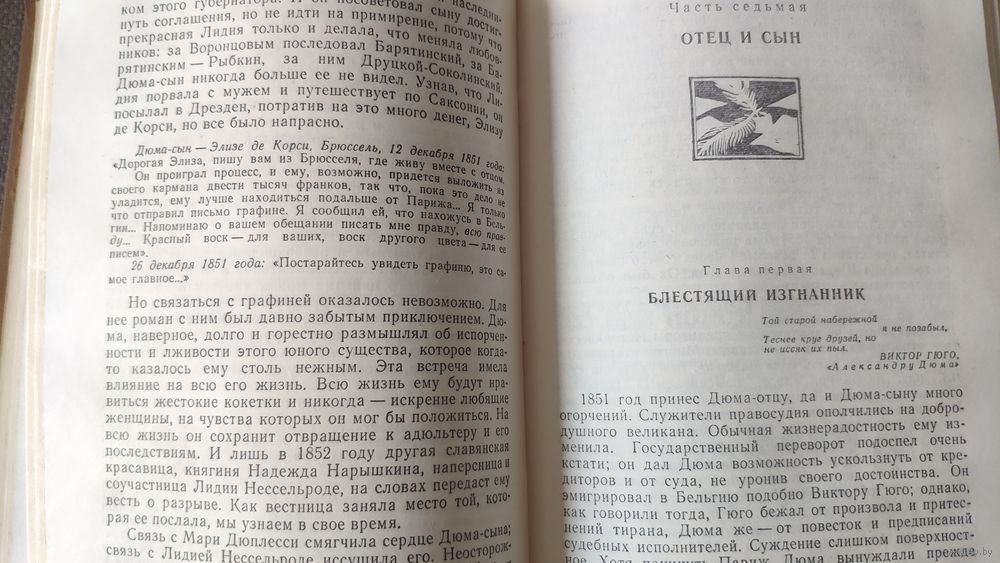 ком этого губернатора. И он посоветовал сыну достиг-
нуть соглашения, но не идти на примирение, потому что
прекрасная Лидия только и делала, что меняла любов-
ников: за Воронцовым последовал Барятинский, за Ба-
рятинским — Рыбкин, за ним Друцкой-Соколинский.
Дюма-сын никогда больше ее не видел. Узнав, что Ли-
дия порвала с мужем и путешествует по Саксонии, он
посылал в Дрезден, потратив на это много денег, Элизу
де Корси, но все было напрасно.
Дюма-сын — Элизе де Корси, Брюссель, 12 декабря 1851 года:
«Дорогая Элиза, пишу вам из Брюсселя, где живу вместе с отцом.
Он проиграл процесс, и ему, возможно, придется выложить из
своего кармана двести тысяч франков, так что, пока это дело не
уладится, ему лучше находиться подальше от Парижа... Я только
что отправил письмо графине. Я сообщил ей, что нахожусь в Бель-
гии... Напоминаю о вашем обещании писать мне правду, всю прав-
ду... Красный воск — для ваших, воск другого цвета — для ее
писем».
26 декабря 1851 года: «Постарайтесь увидеть графиню, это са-
мое главное...»
Но связаться с графиней оказалось невозможно. Для
нее роман с ним был давно забытым приключением. Дю-
ма, наверное, долго и горестно размышлял об испорчен-
ности и лживости этого юного существа, которое когда-
то казалось ему столь нежным. Эта встреча имела
влияние на всю его жизнь. Всю жизнь ему будут нра-
виться жестокие кокетки и никогда — искренне любящие
женщины, на чувства которых он мог бы положиться. На
всю жизнь он сохранит отвращение к адюльтеру и его
последствиям. И лишь в 1852 году другая славянская
красавица, княгиня Надежда Нарышкина, наперсница и
соучастница Лидии Нессельроде, на словах передаст ему
весть о разрыве. Как вестница заняла место той, кото-
рая ее послала, мы узнаем в свое время.
Связь с Мари Дюплесси смягчила сердце Дюма-сына;
связь с Лидией Нессельроде иссушила его. Неосторож-
Часть седьмая
ОТЕЦ И СЫН
Глава первая
БЛЕСТЯЩИЙ ИЗГНАННИК
Той старой набережной
я не позабыл,
Теснее круг друзей, но
не иссяк их пыл.
ВИКТОР ГЮГО,
«Александру Дюма»
1851 год принес Дюма-отцу, да и Дюма-сыну много
огорчений. Служители правосудия ополчились на добро-
душного великана. Обычная жизнерадостность ему из-
менила. Государственный переворот подоспел очень
кстати; он дал Дюма возможность ускользнуть от кре-
диторов и от суда, не уронив своего достоинства. Он
эмигрировал в Бельгию подобно Виктору Гюго; однако,
как говорили тогда, Гюго бежал от произвола и притес-
нений тирана, Дюма же — от повесток и предписаний
судебных исполнителей. Суждение слишком поверхност-
ное. Хотя покинуть Париж Дюма вынуждали прежде